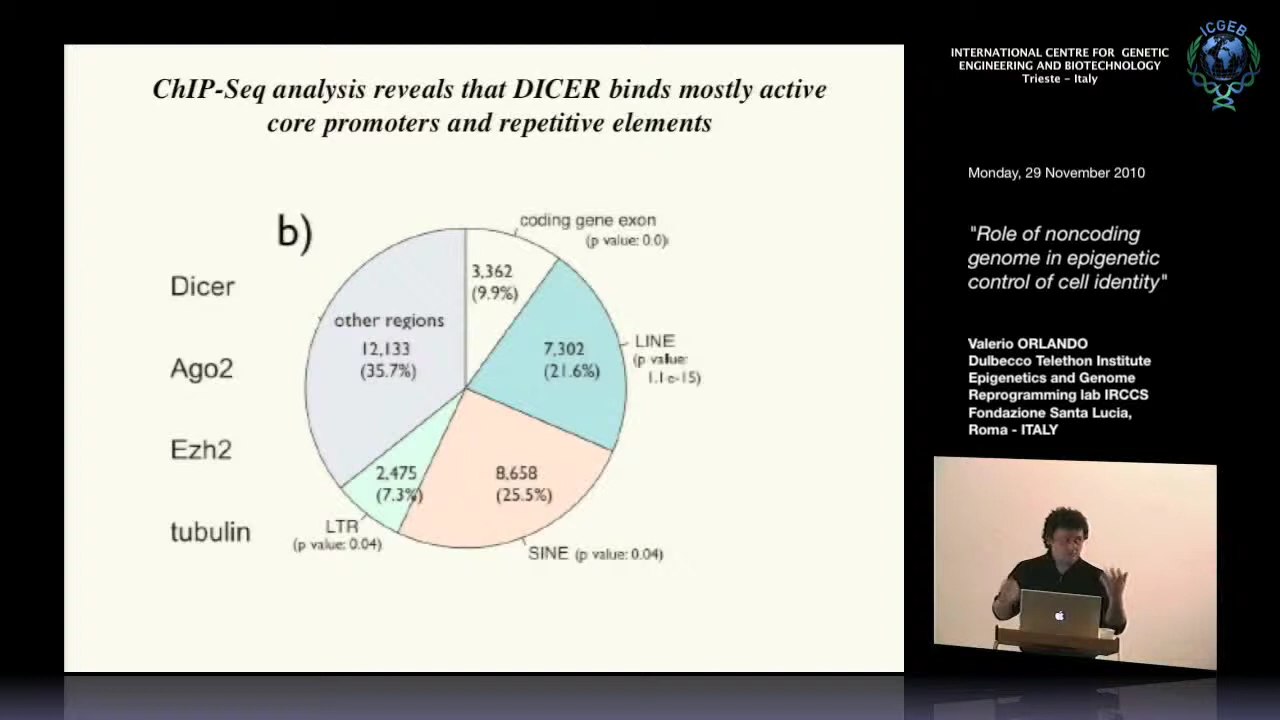 ChIP-Seq analysis reveals that DICER binds mostly active
core promoters and repetitive elements
b)
coding gene exon
(p value: 0.0)
3,362
(9.9%)
Dicer
other regions
12,133
(35.7%)
7,302
(21.6%)
LINE
(p value:
1.1e-15)
Ago2
Ezh2
2,475
(7.3%)
8,658
(25.5%)
tubulin
LTR
(p value: 0.04)
SINE (p value: 0.04)
INTERNATIONAL CENTRE FOR GENETIC
ENGINEERING AND BIOTECHNOLOGY
Trieste - Italy
ICGEB
Monday, 29 November 2010
"Role of noncoding
genome in epigenetic
control of cell identity"
Valerio ORLANDO
Dulbecco Telethon Institute
Epigenetics and Genome
Reprogramming lab IRCCS
Fondazione Santa Lucia,
Roma - ITALY